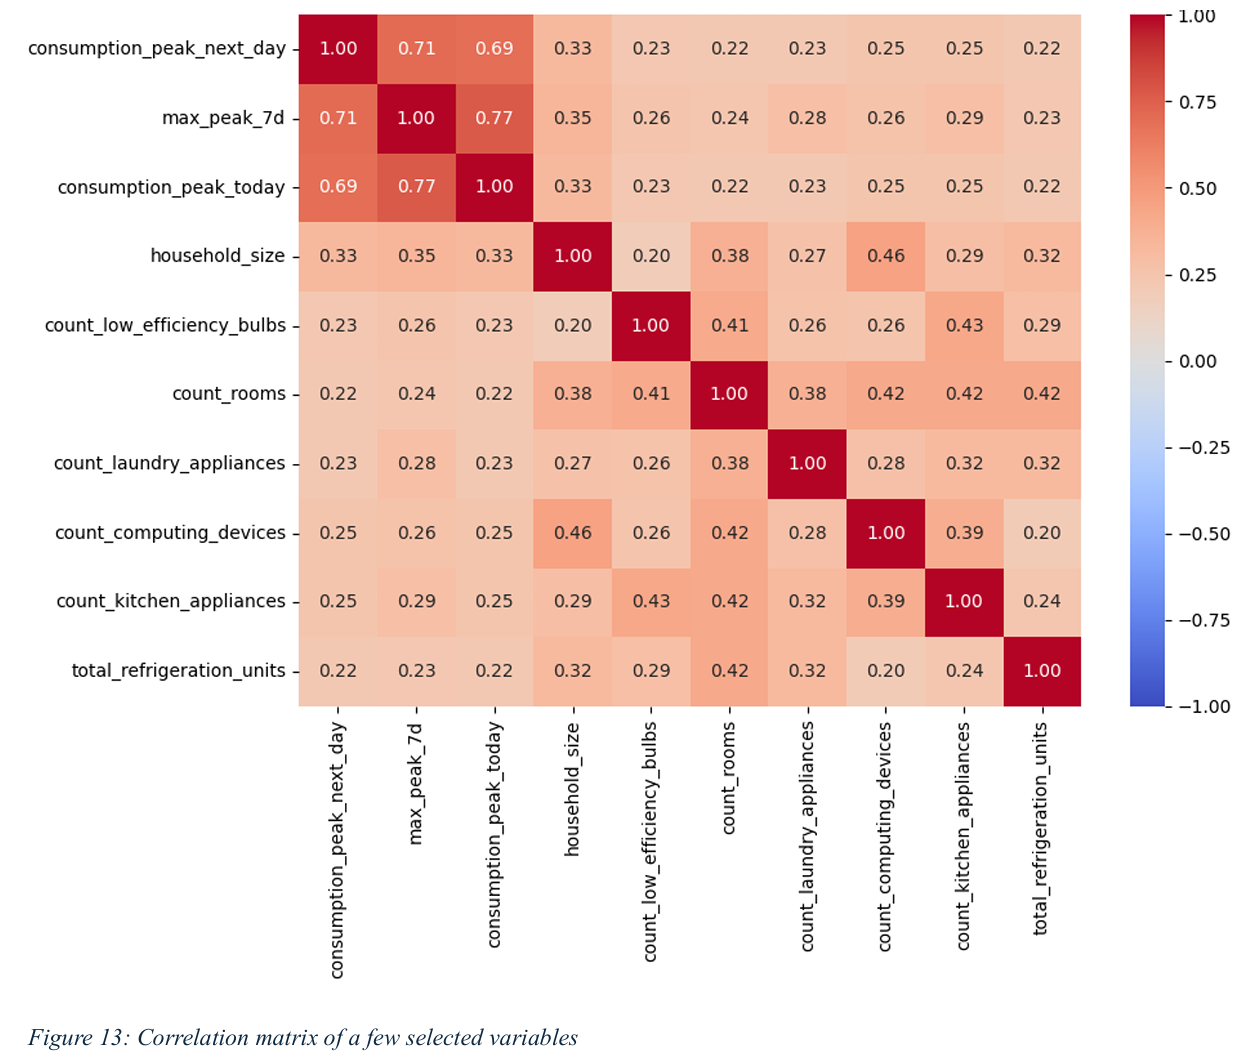 consumption_peak_next_day 1.00 0.71 0.69 0.33 0.23 0.22 0.23 0.25 0.25 0.22
max_peak_7d 0.71 1.00 0.77 0.35 0.26 0.24 0.28 0.26 0.29 0.23
consumption_peak_today 0.69 0.77 1.00 0.33 0.23 0.22 0.23 0.25 0.25 0.22
household_size 0.33 0.35 0.33 1.00 0.20 0.38 0.27 0.46 0.29 0.32
count_low_efficiency_bulbs 0.23 0.26 0.23 0.20 1.00 0.41 0.26 0.26 0.43 0.29
count_rooms 0.22 0.24 0.22 0.38 0.41 1.00 0.38 0.42 0.42 0.42
count_laundry_appliances 0.23 0.28 0.23 0.27 0.26 0.38 1.00 0.28 0.32 0.32
count_computing_devices 0.25 0.26 0.25 0.46 0.26 0.42 0.28 1.00 0.39 0.20
count_kitchen_appliances 0.25 0.29 0.25 0.29 0.43 0.42 0.32 0.39 1.00 0.24
total_refrigeration_units 0.22 0.23 0.22 0.32 0.29 0.42 0.32 0.20 0.24 1.00
consumption_peak_next_day
max_peak_7d
consumption_peak_today
household_size
count_low_efficiency_bulbs
count_rooms
count_laundry_appliances
count_computing_devices
count_kitchen_appliances
total_refrigeration_units
1.00
0.75
0.50
0.25
0.00
−0.25
−0.50
−0.75
−1.00
Figure 13: Correlation matrix of a few selected variables